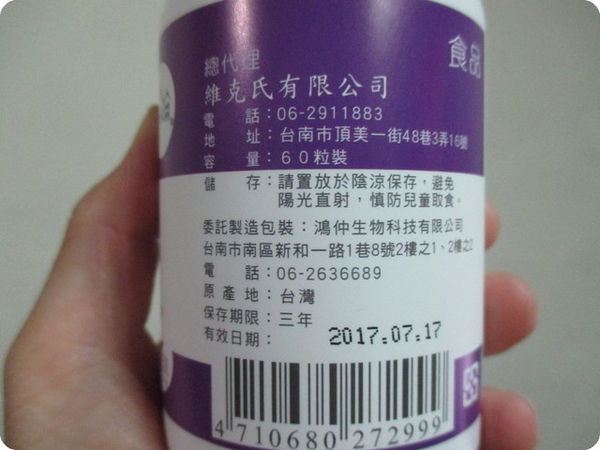 食品
總代理
維克氏有限公司
電 話：06-2911883
地 址：台南市頂美一街48巷3弄16號
容 量：６０粒裝
儲 存：請置放於陰涼保存，避免
陽光直射，慎防兒童取食。
委託製造包裝：鴻仲生物科技有限公司
台南市南區新和一路1巷8號2樓之1、2樓之2
電 話：06-2636689
原 產 地：台灣
保存期限：三年
有效日期： 2017.07.17
4 710680 272999